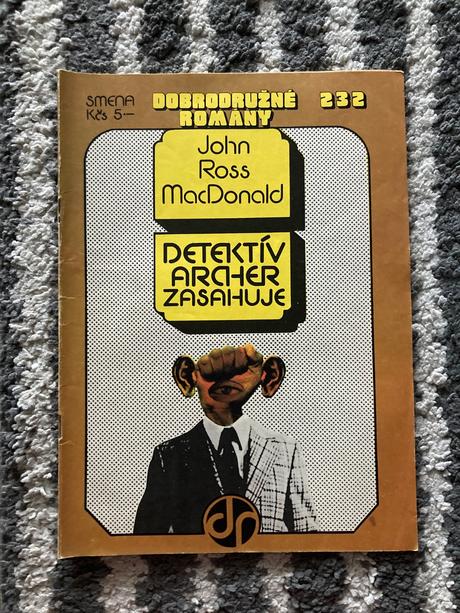 SMENA
Kčs 5·—
DOBRODRUŽNÉ 232
ROMÁNY
John
Ross
MacDonald
DETEKTÍV
ARCHER
ZASAHUJE
dr